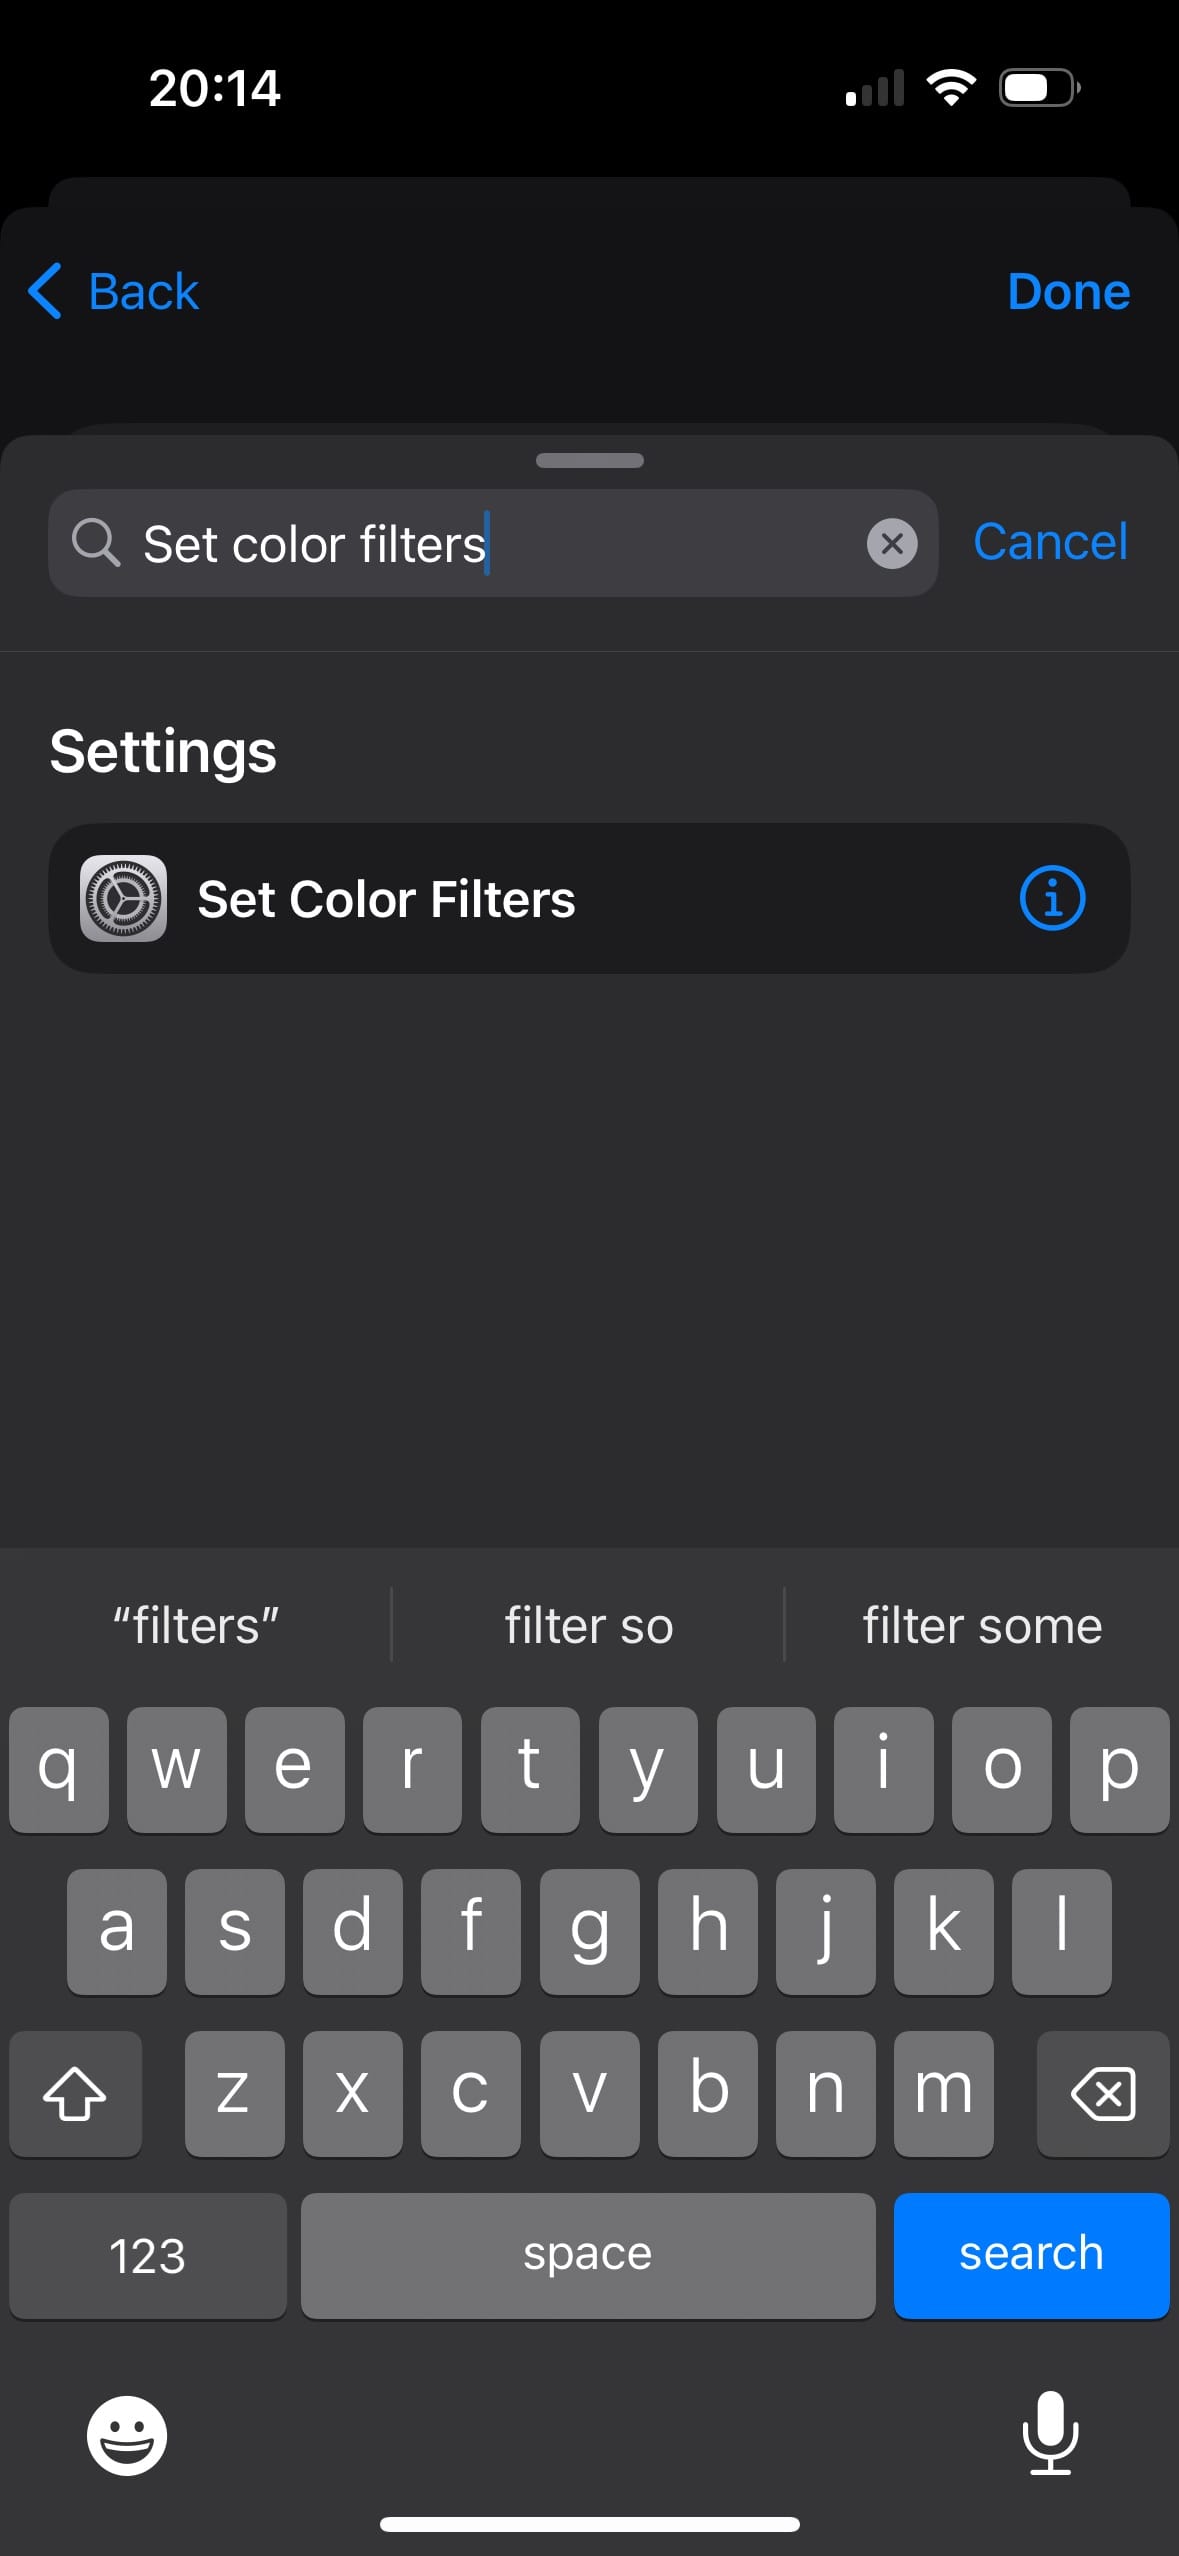 20:14
Back
Done
Set color filters
Cancel
Settings
Set Color Filters
“filters”
filter so
filter some
q w e r t y u i o p
a s d f g h j k l
z x c v b n m
123
space
search